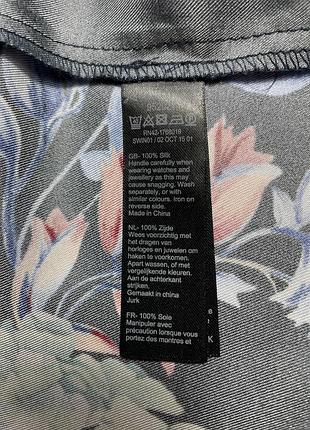 RN42-1768019
SWIN01 / 02 OCT 15 01
GB- 100% Silk
Handle carefully when
wearing watches and
jewellery as this may
cause snagging. Wash
separately, or with
similar colours. Iron on
reverse side.
Made in China
NL- 100% Zijde
Wees voorzichtig met
het dragen van
horloges en juwelen om
haken te voorkomen.
Apart wassen, of met
vergelijkende kleuren.
Aan de achterkant
strijken.
Gemaakt in china
Jurk
FR- 100% Soie
Manipuler avec
précaution lorsque vous
portez des montres et